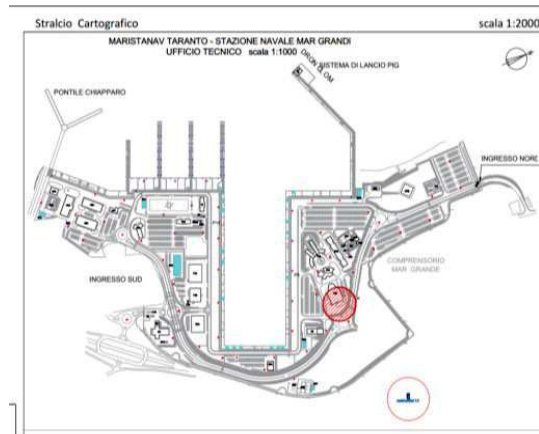 Stralcio Cartografico
scala 1:2000
MARISTANAV TARANTO - STAZIONE NAVALE MAR GRANDI
UFFICIO TECNICO scala 1:1000
SISTEMA DI LANCIO PIG
PONTILE CHIAPPARO
INGRESSO NORD
COMPRENSORIO
MAR GRANDE
INGRESSO SUD